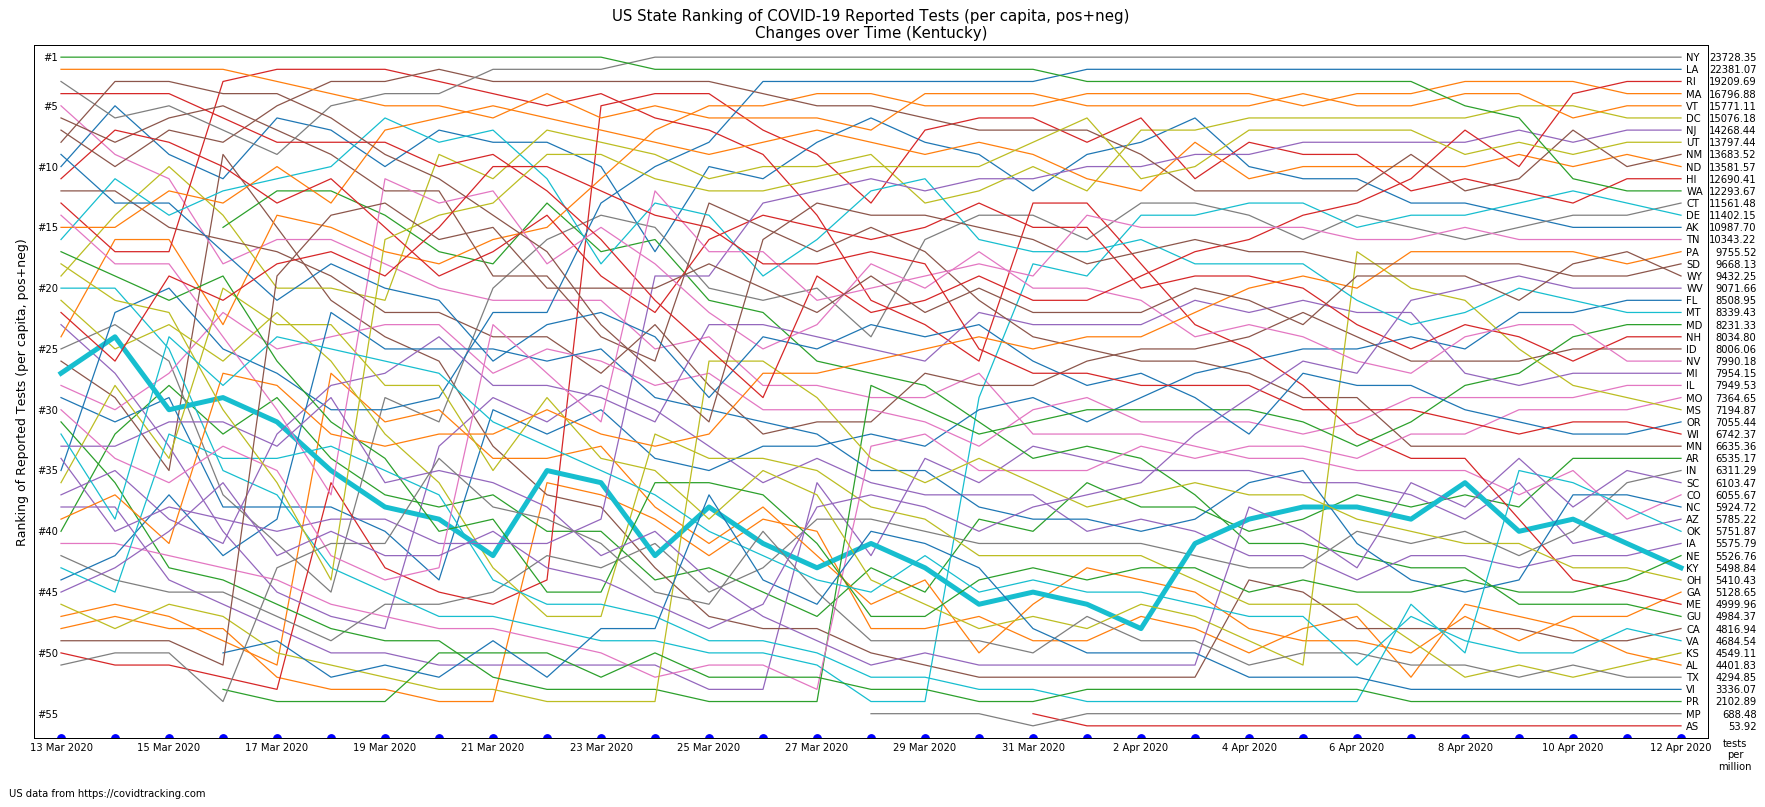 US State Ranking of COVID-19 Reported Tests (per capita, pos+neg)
Changes over Time (Kentucky)
Ranking of Reported Tests (per capita, pos+neg)
#1
#5
#10
#15
#20
#25
#30
#35
#40
#45
#50
#55
NY 23728.35
LA 22381.07
RI 19209.69
MA 16796.88
VT 15771.11
DC 15076.18
NJ 14268.44
UT 13797.44
NM 13683.52
ND 13581.57
HI 12690.41
WA 12293.67
CT 11561.48
DE 11402.15
AK 10987.70
TN 10343.22
PA 9755.52
SD 9668.13
WY 9432.25
WV 9071.66
FL 8508.95
MT 8339.43
MD 8231.33
NH 8034.80
ID 8006.06
NV 7990.18
MI 7954.15
IL 7949.53
MO 7364.65
MS 7194.87
OR 7055.44
WI 6742.37
MN 6635.36
AR 6535.17
IN 6311.29
SC 6103.47
CO 6055.67
NC 5924.72
AZ 5785.22
OK 5751.87
IA 5575.79
NE 5526.76
KY 5498.84
OH 5410.43
GA 5128.65
ME 4999.96
GU 4984.37
CA 4816.94
VA 4684.54
KS 4549.11
AL 4401.83
TX 4294.85
VI 3336.07
PR 2102.89
MP 688.48
AS 53.92
13 Mar 2020 15 Mar 2020 17 Mar 2020 19 Mar 2020 21 Mar 2020 23 Mar 2020 25 Mar 2020 27 Mar 2020 29 Mar 2020 31 Mar 2020 2 Apr 2020 4 Apr 2020 6 Apr 2020 8 Apr 2020 10 Apr 2020 12 Apr 2020
tests
per
million
US data from https://covidtracking.com